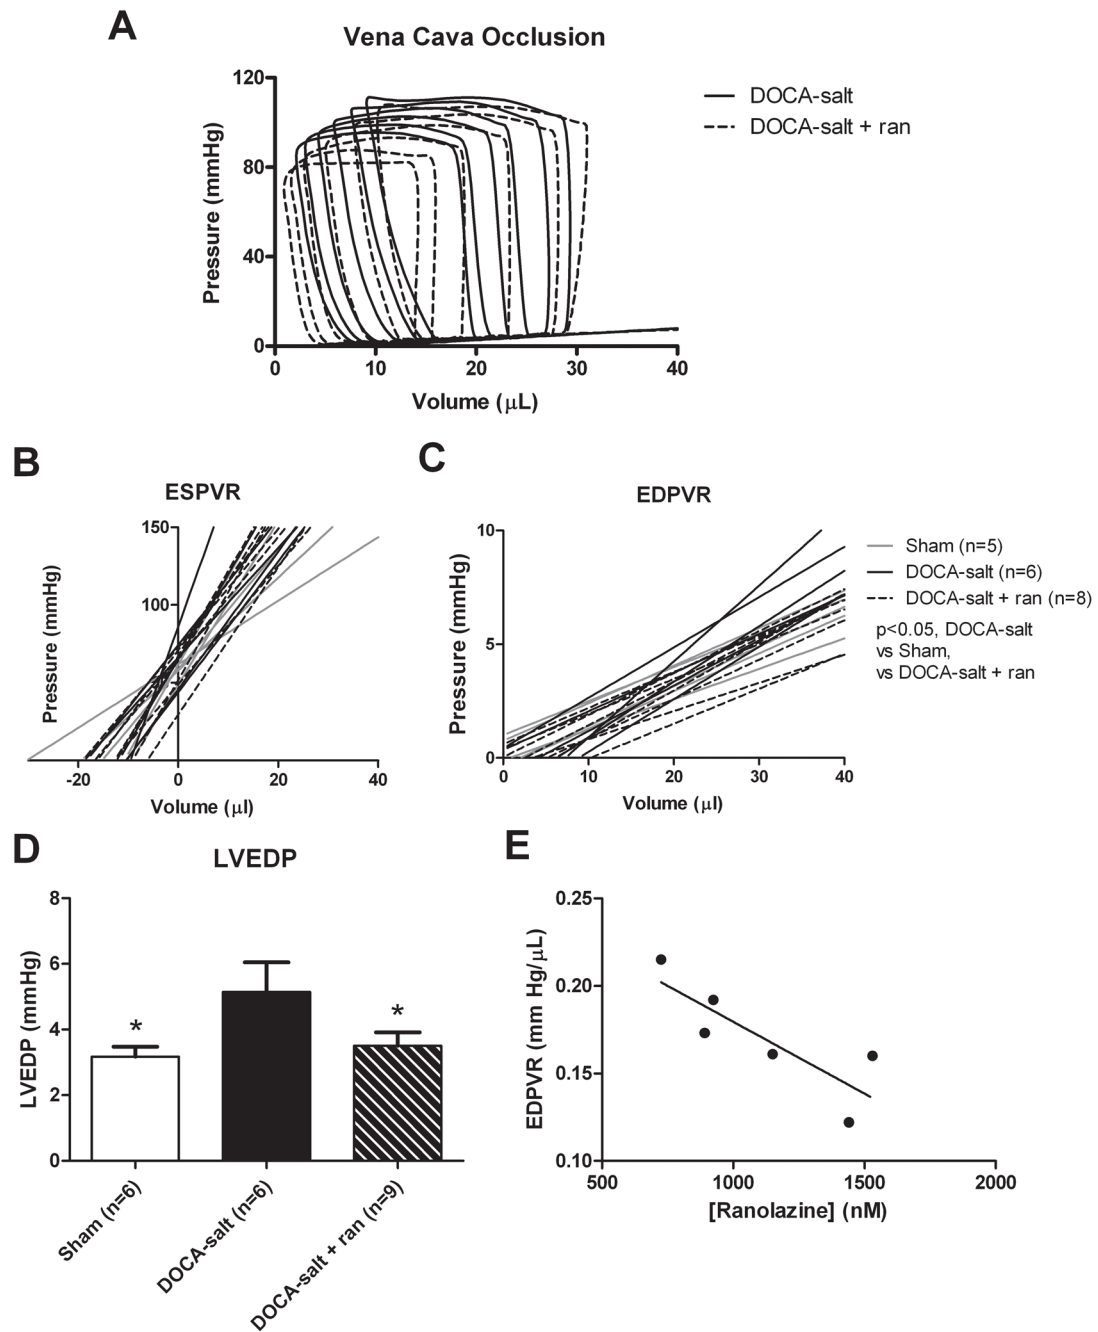 A
Vena Cava Occlusion
120
80
40
0
Pressure (mmHg)
0 10 20 30 40
Volume (μL)
DOCA-salt
DOCA-salt + ran
B
ESPVR
150
100
Pressure (mmHg)
-20 0 20 40
Volume (μl)
C
EDPVR
10
5
0
Pressure (mmHg)
0 10 20 30 40
Volume (μl)
Sham (n=5)
DOCA-salt (n=6)
DOCA-salt + ran (n=8)
p<0.05, DOCA-salt
vs Sham,
vs DOCA-salt + ran
D
LVEDP
8
6
4
2
0
LVEDP (mmHg)
*
*
Sham (n=6)
DOCA-salt (n=6)
DOCA-salt + ran (n=9)
E
0.25
0.20
0.15
0.10
EDPVR (mm Hg/μL)
500 1000 1500 2000
[Ranolazine] (nM)